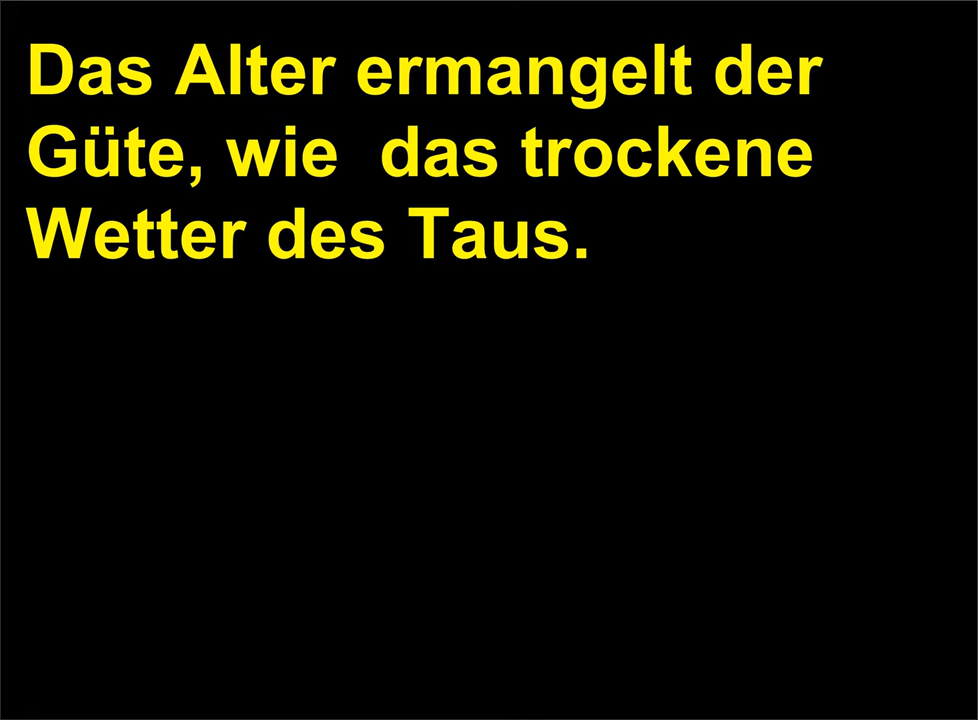 Das Alter ermangelt der
Güte, wie  das trockene
Wetter des Taus.